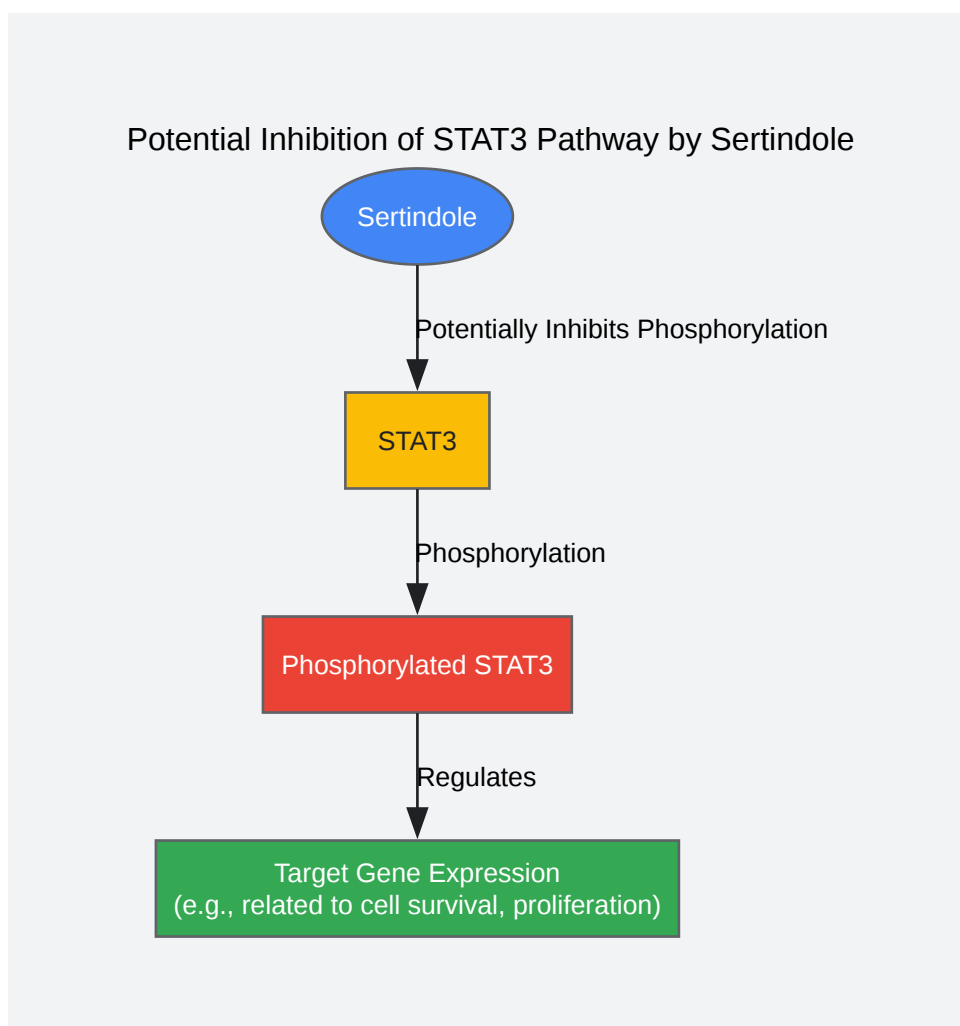 Potential Inhibition of STAT3 Pathway by Sertindole
Sertindole
Potentially Inhibits Phosphorylation
STAT3
Phosphorylation
Phosphorylated STAT3
Regulates
Target Gene Expression
(e.g., related to cell survival, proliferation)